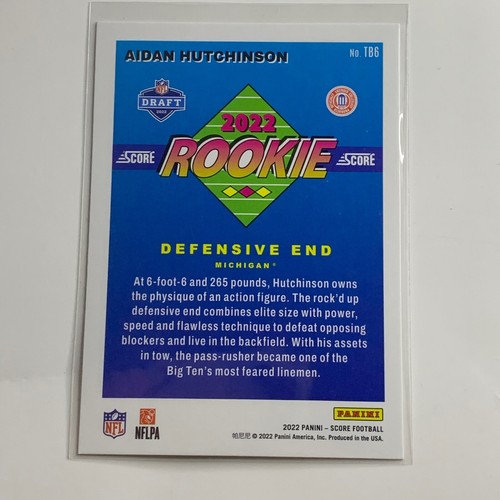 AIDAN HUTCHINSON
No. TB6
NFL
DRAFT
2022
2022
SCORE ROOKIE SCORE
DEFENSIVE END
MICHIGAN
At 6-foot-6 and 265 pounds, Hutchinson owns
the physique of an action figure. The rock'd up
defensive end combines elite size with power,
speed and flawless technique to defeat opposing
blockers and live in the backfield. With his assets
in tow, the pass-rusher became one of the
Big Ten's most feared linemen.
NFL NFLPA
PANINI
2022 PANINI – SCORE FOOTBALL
帕尼尼 © 2022 Panini America, Inc. Produced in the USA.